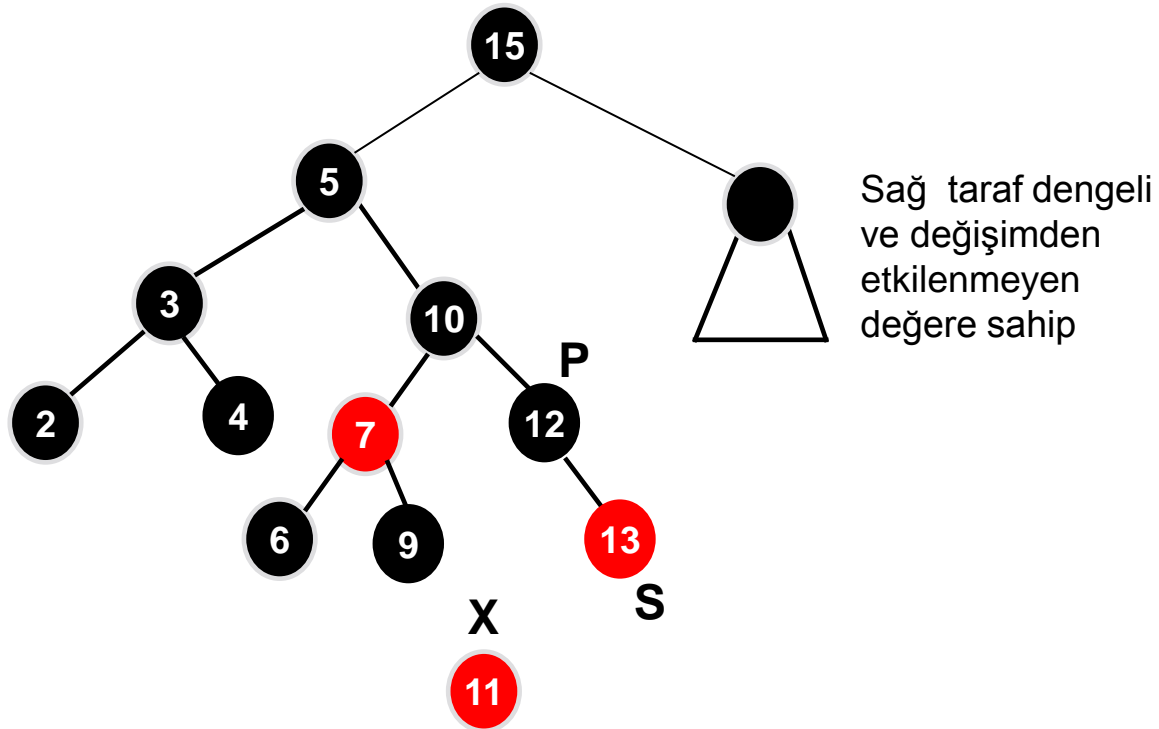 15
5
Sağ taraf dengeli
ve değişimden
etkilenmeyen
değere sahip
3
10
P
2
4
7
12
6
9
13
S
X
11